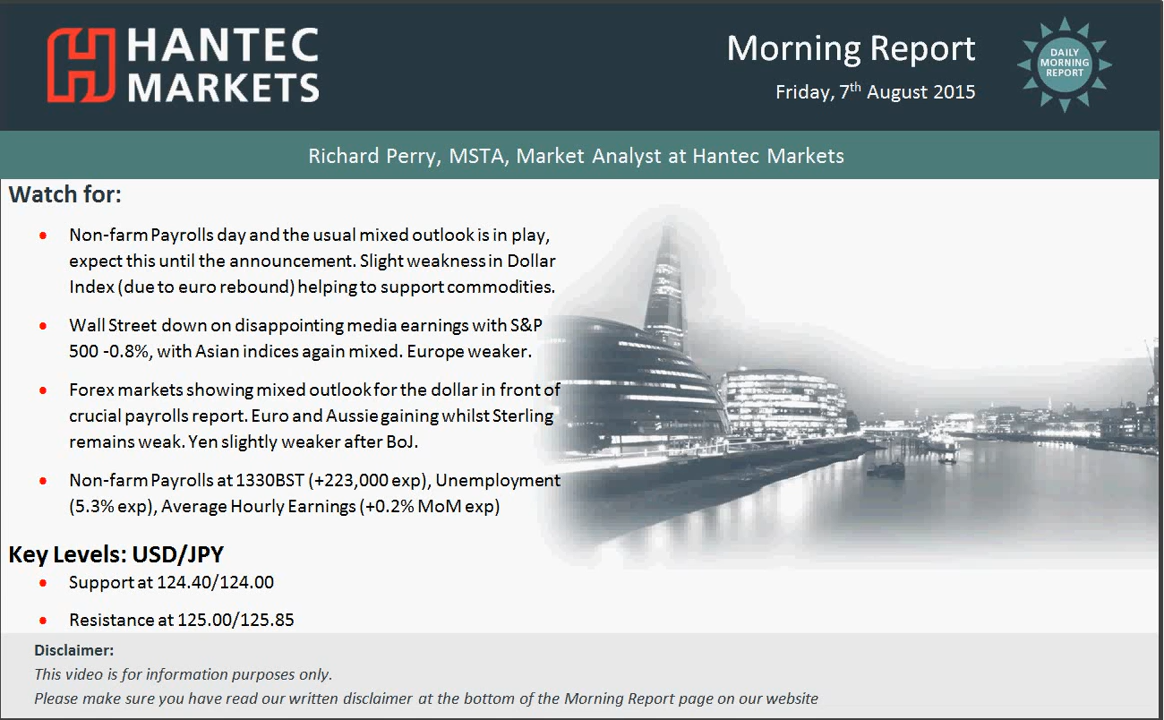 HANTEC
MARKETS
Morning Report
Friday, 7th August 2015
DAILY
MORNING
REPORT
Richard Perry, MSTA, Market Analyst at Hantec Markets
Watch for:
• Non-farm Payrolls day and the usual mixed outlook is in play,
expect this until the announcement. Slight weakness in Dollar
Index (due to euro rebound) helping to support commodities.
• Wall Street down on disappointing media earnings with S&P
500 -0.8%, with Asian indices again mixed. Europe weaker.
• Forex markets showing mixed outlook for the dollar in front of
crucial payrolls report. Euro and Aussie gaining whilst Sterling
remains weak. Yen slightly weaker after BoJ.
• Non-farm Payrolls at 1330BST (+223,000 exp), Unemployment
(5.3% exp), Average Hourly Earnings (+0.2% MoM exp)
Key Levels: USD/JPY
• Support at 124.40/124.00
• Resistance at 125.00/125.85
Disclaimer:
This video is for information purposes only.
Please make sure you have read our written disclaimer at the bottom of the Morning Report page on our website